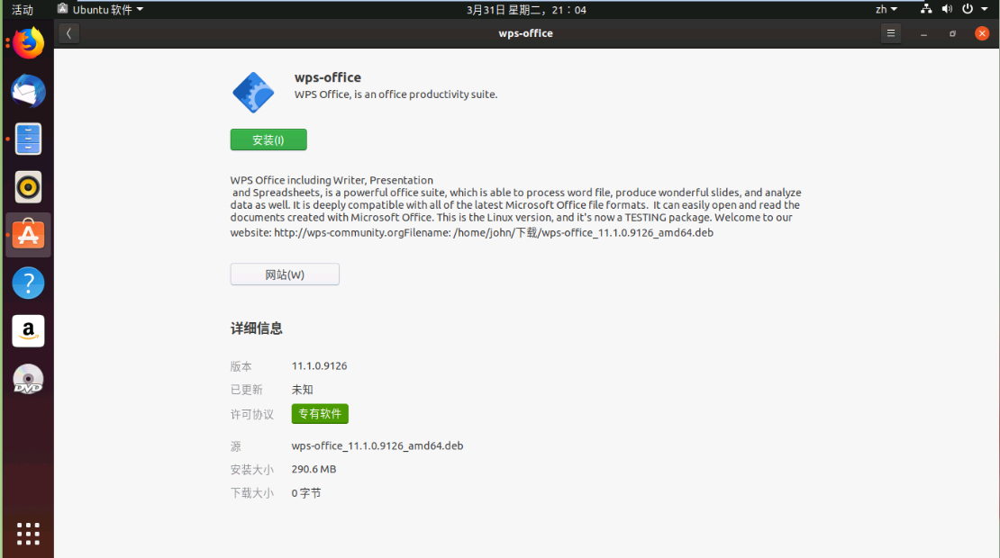 活动
Ubuntu 软件
3月31日 星期二，21：04
zh
wps-office
wps-office
WPS Office, is an office productivity suite.
安装(I)
WPS Office including Writer, Presentation
and Spreadsheets, is a powerful office suite, which is able to process word file, produce wonderful slides, and analyze
data as well. It is deeply compatible with all of the latest Microsoft Office file formats.  It can easily open and read the
documents created with Microsoft Office. This is the Linux version, and it's now a TESTING package. Welcome to our
website: http://wps-community.orgFilename: /home/john/下载/wps-office_11.1.0.9126_amd64.deb
网站(W)
详细信息
版本 11.1.0.9126
已更新 未知
许可协议 专有软件
源 wps-office_11.1.0.9126_amd64.deb
安装大小 290.6 MB
下载大小 0 字节
?
a
DVD